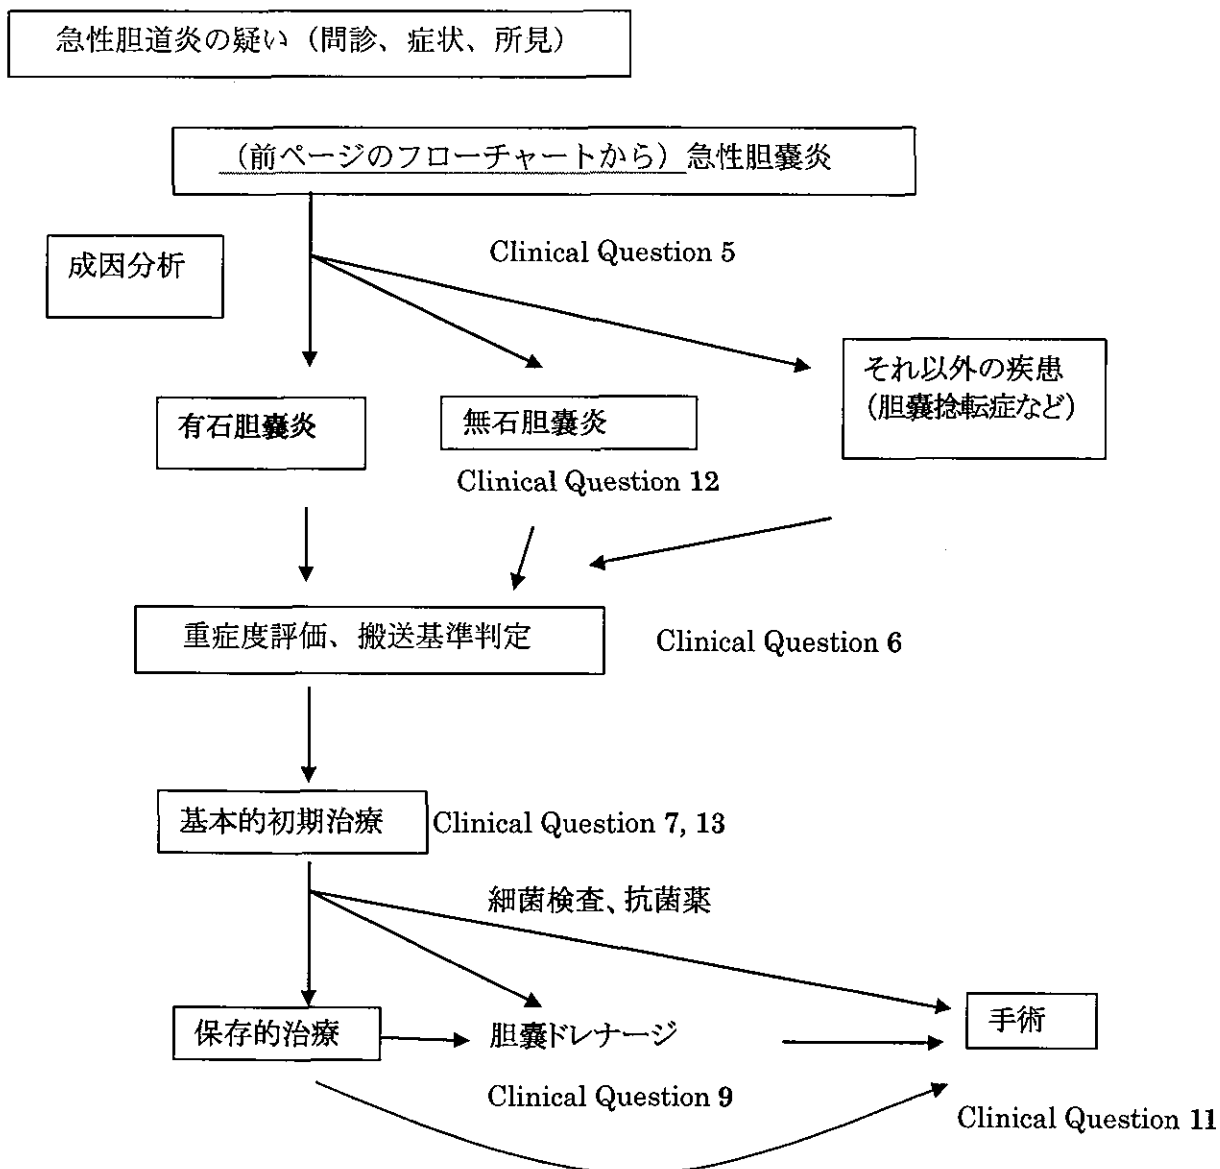 急性胆道炎の疑い（問診、症状、所見）
（前ページのフローチャートから）急性胆嚢炎
成因分析
Clinical Question 5
有石胆嚢炎
無石胆嚢炎
それ以外の疾患
（胆嚢捻転症など）
Clinical Question 12
重症度評価、搬送基準判定
Clinical Question 6
基本的初期治療
Clinical Question 7, 13
細菌検査、抗菌薬
保存的治療
胆嚢ドレナージ
手術
Clinical Question 9
Clinical Question 11